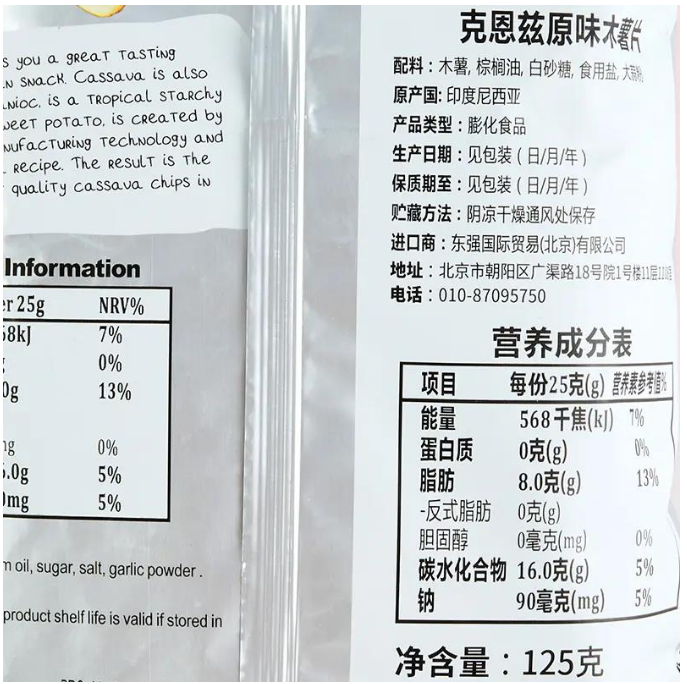 s you a great tasting
snack. Cassava is also
is a tropical starchy
potato, is created by
technology and
recipe. The result is the
quality cassava chips in
Information
25g NRV%
kJ 7%
0%
0g 13%
0%
.0g 5%
mg 5%
oil, sugar, salt, garlic powder .
product shelf life is valid if stored in
克恩兹原味木薯片
配料：木薯, 棕榈油, 白砂糖, 食用盐,
原产国: 印度尼西亚
产品类型：膨化食品
生产日期：见包装 ( 日/月/年 )
保质期至：见包装 ( 日/月/年 )
贮藏方法：阴凉干燥通风处保存
进口商：东强国际贸易(北京)有限公司
地址：北京市朝阳区广渠路18号院1号楼11层
电话：010-87095750
营养成分表
项目 每份25克(g) 营养素参考值%
能量 568千焦(kJ) 7%
蛋白质 0克(g) 0%
脂肪 8.0克(g) 13%
-反式脂肪 0克(g)
胆固醇 0毫克(mg) 0%
碳水化合物 16.0克(g) 5%
钠 90毫克(mg) 5%
净含量：125克